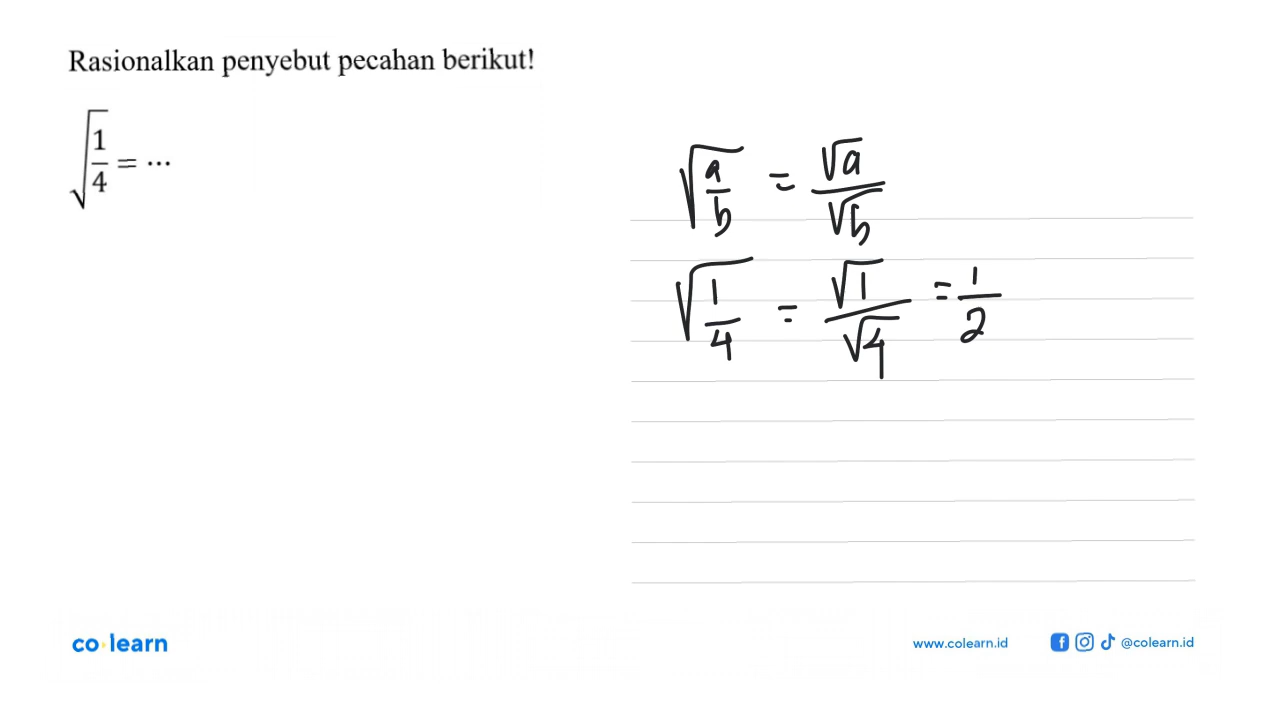 Rasionalkan penyebut pecahan berikut!
√(1/4) = ...
√(a/b) = √a/√b
√(1/4) = √1/√4 = 1/2
co·learn
www.colearn.id
@colearn.id